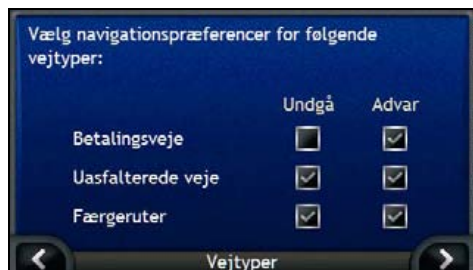 Vælg navigationspræferencer for følgende
vejtyper:
Undgå Advar
Betalingsveje
Uasfalterede veje
Færgeruter
Vejtyper